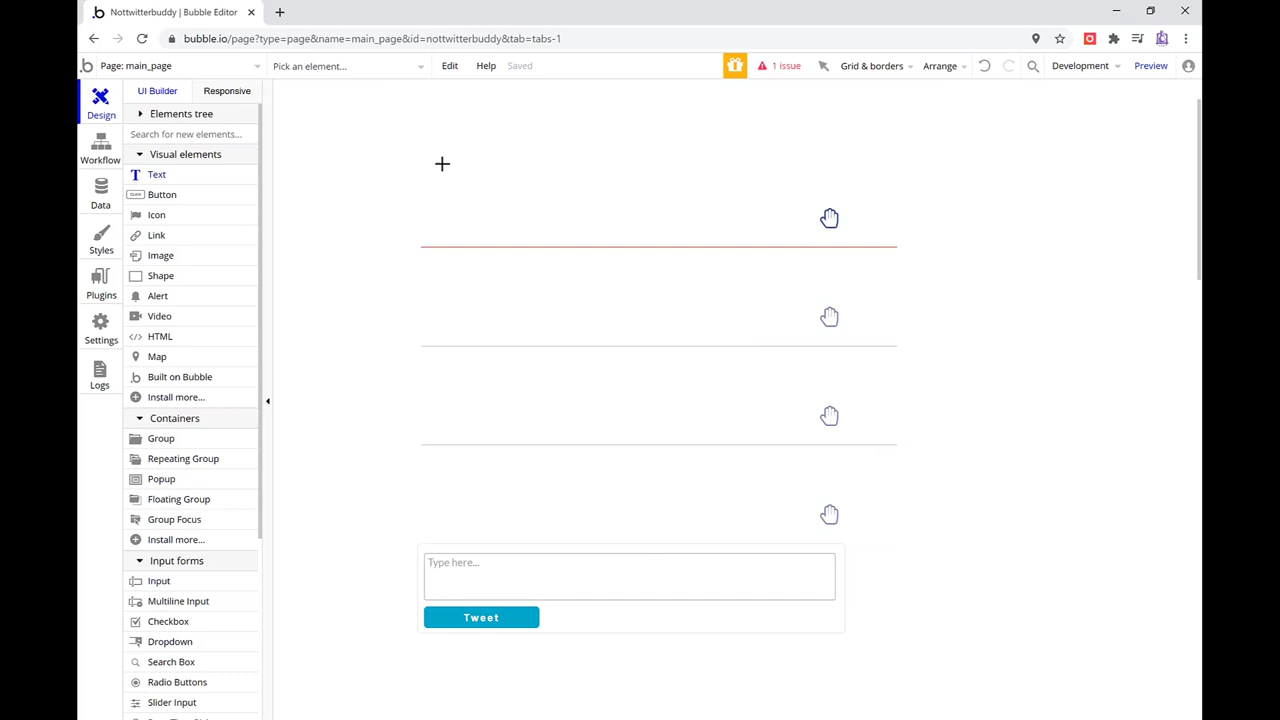 Nottwitterbuddy | Bubble Editor
bubble.io/page?type=page&name=main_page&id=nottwitterbuddy&tab=tabs-1
Page: main_page
Pick an element...
Edit
Help
Saved
1 issue
Grid & borders
Arrange
Development
Preview
Design
Workflow
Data
Styles
Plugins
Settings
Logs
UI Builder
Responsive
Elements tree
Search for new elements...
Visual elements
Text
Button
Icon
Link
Image
Shape
Alert
Video
HTML
Map
Built on Bubble
Install more...
Containers
Group
Repeating Group
Popup
Floating Group
Group Focus
Install more...
Input forms
Input
Multiline Input
Checkbox
Dropdown
Search Box
Radio Buttons
Slider Input
Type here...
Tweet